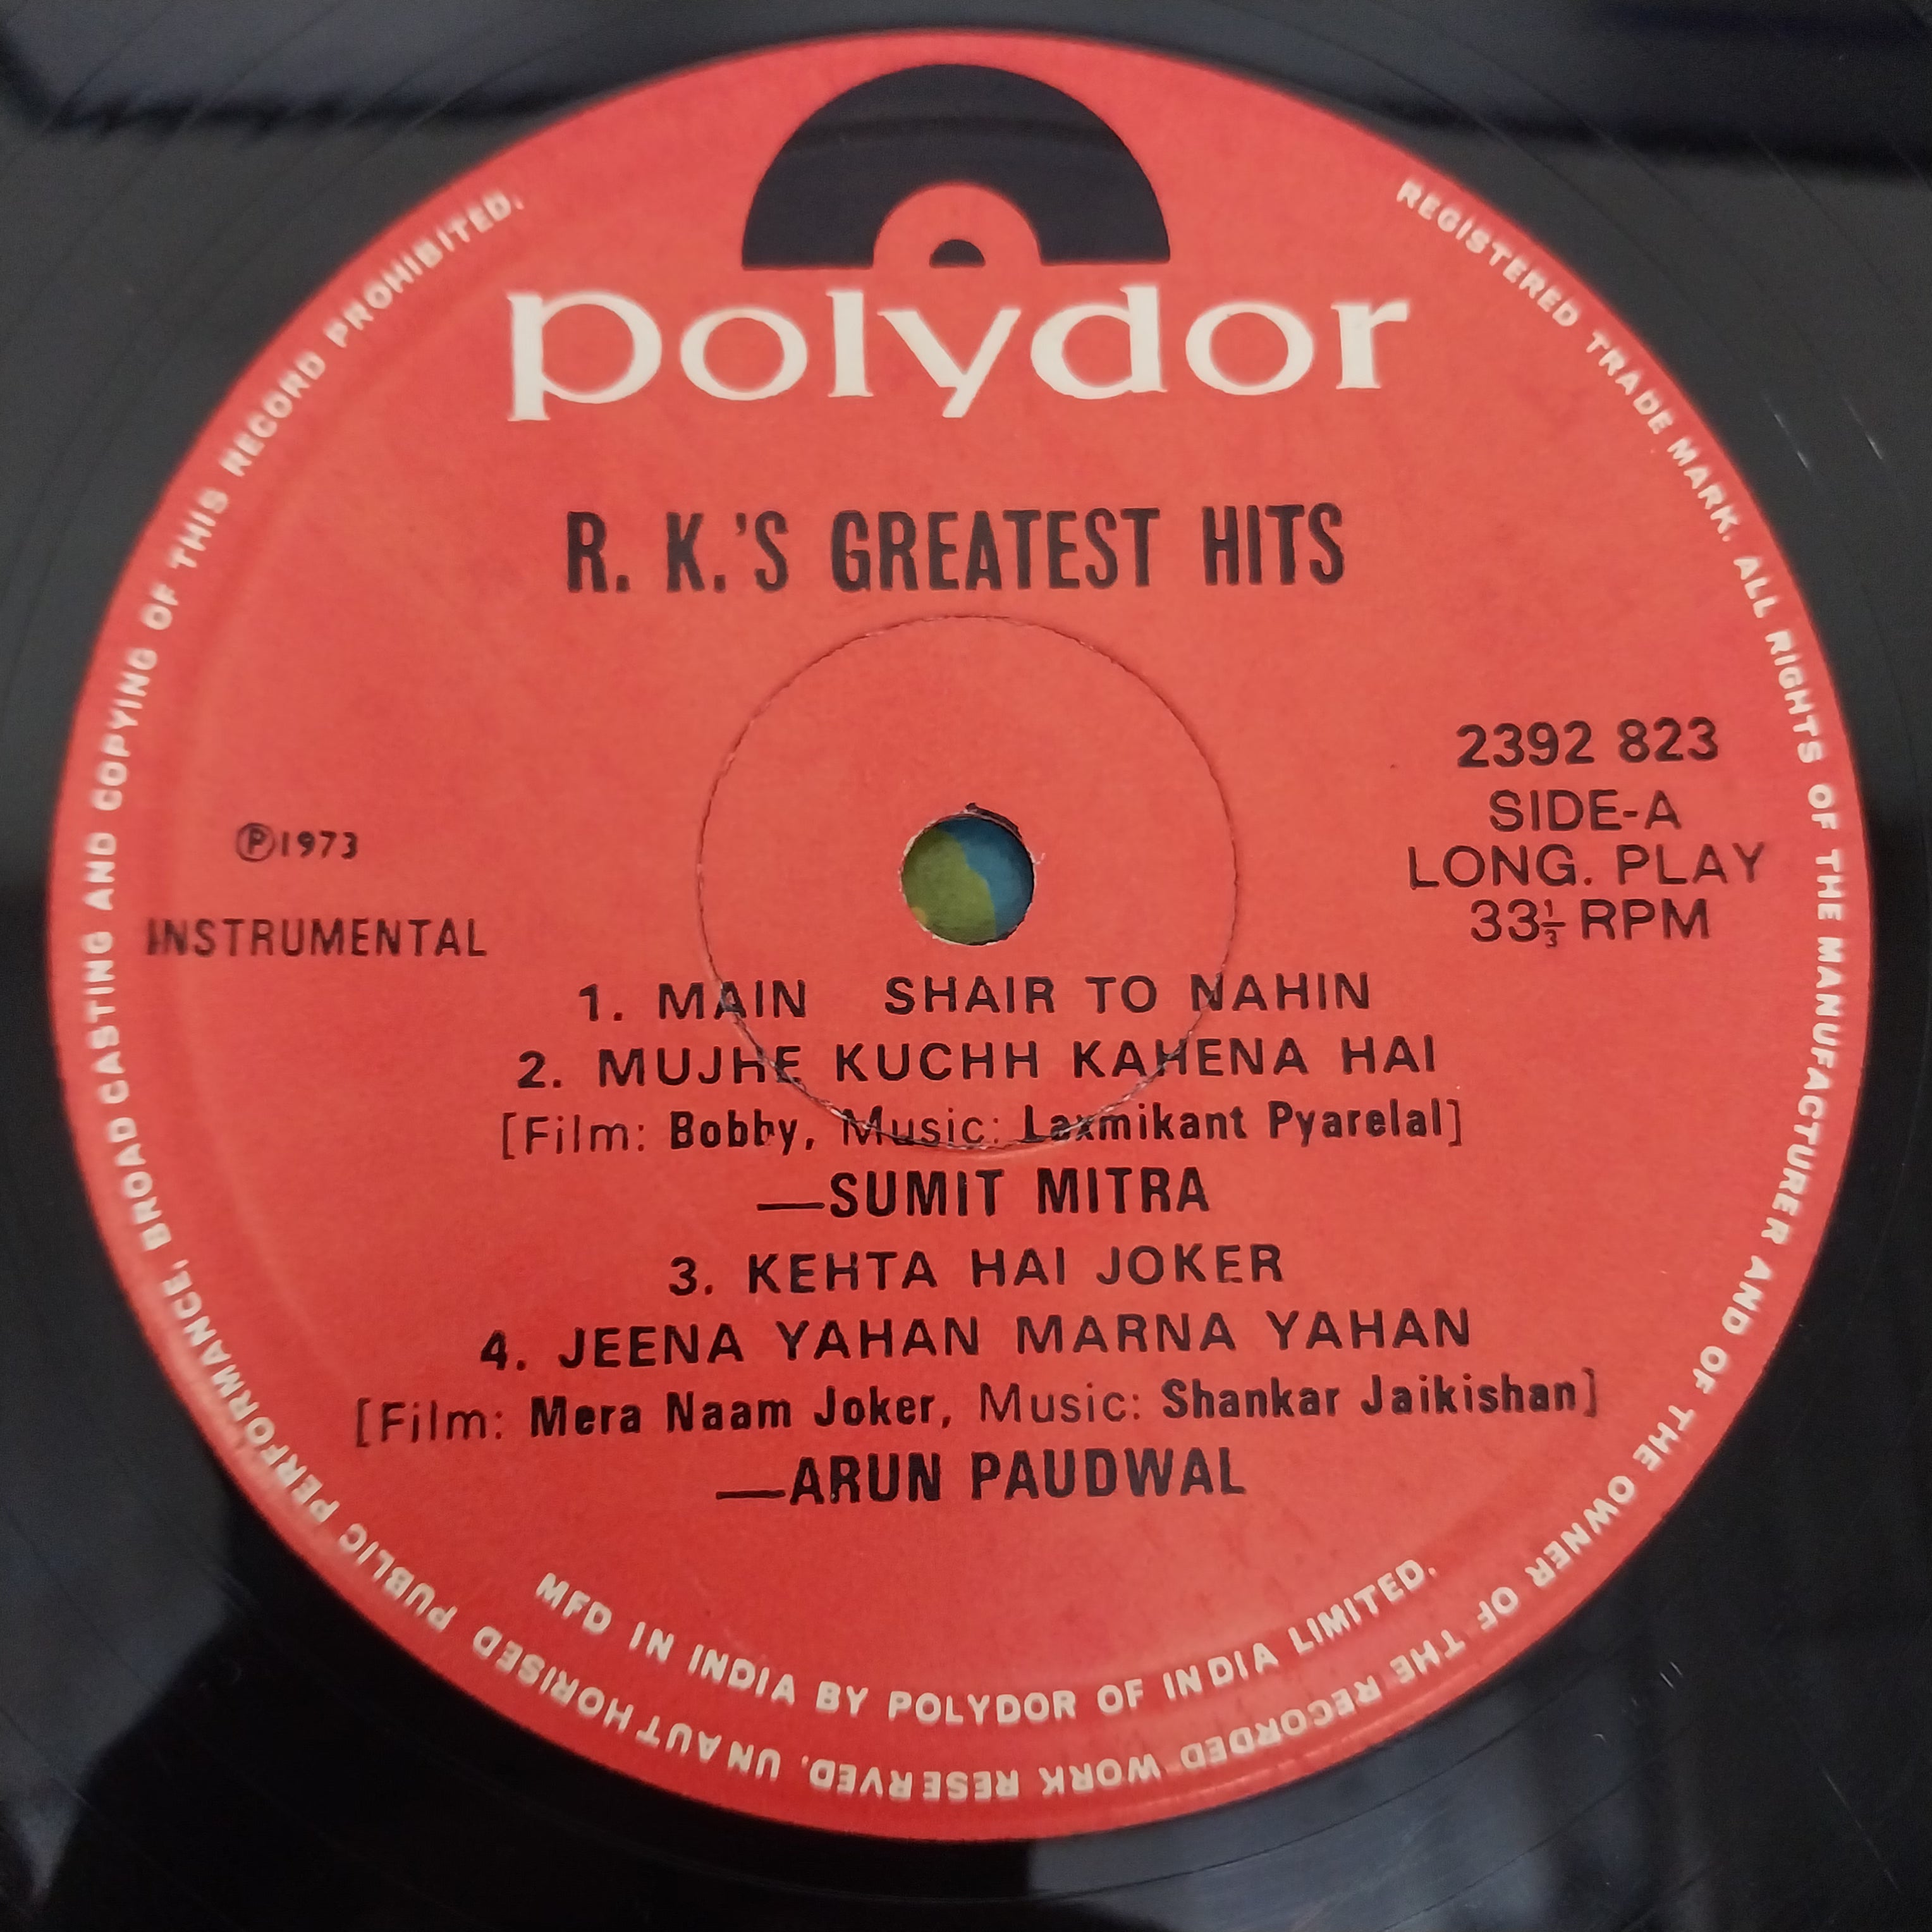 polydor
R. K.'S GREATEST HITS
2392 823
SIDE-A
LONG. PLAY
33⅓ RPM
Ⓟ1973
INSTRUMENTAL
1. MAIN SHAIR TO NAHIN
2. MUJHE KUCHH KAHENA HAI
[Film: Bobby, Music: Laxmikant Pyarelal]
—SUMIT MITRA
3. KEHTA HAI JOKER
4. JEENA YAHAN MARNA YAHAN
[Film: Mera Naam Joker, Music: Shankar Jaikishan]
—ARUN PAUDWAL
MFD IN INDIA BY POLYDOR OF INDIA LIMITED.
REGISTERED TRADE MARK. ALL RIGHTS OF THE MANUFACTURER AND OF THE OWNER OF THE RECORDED WORK RESERVED. UNAUTHORISED PUBLIC PERFORMANCE, BROADCASTING AND COPYING OF THIS RECORD PROHIBITED.